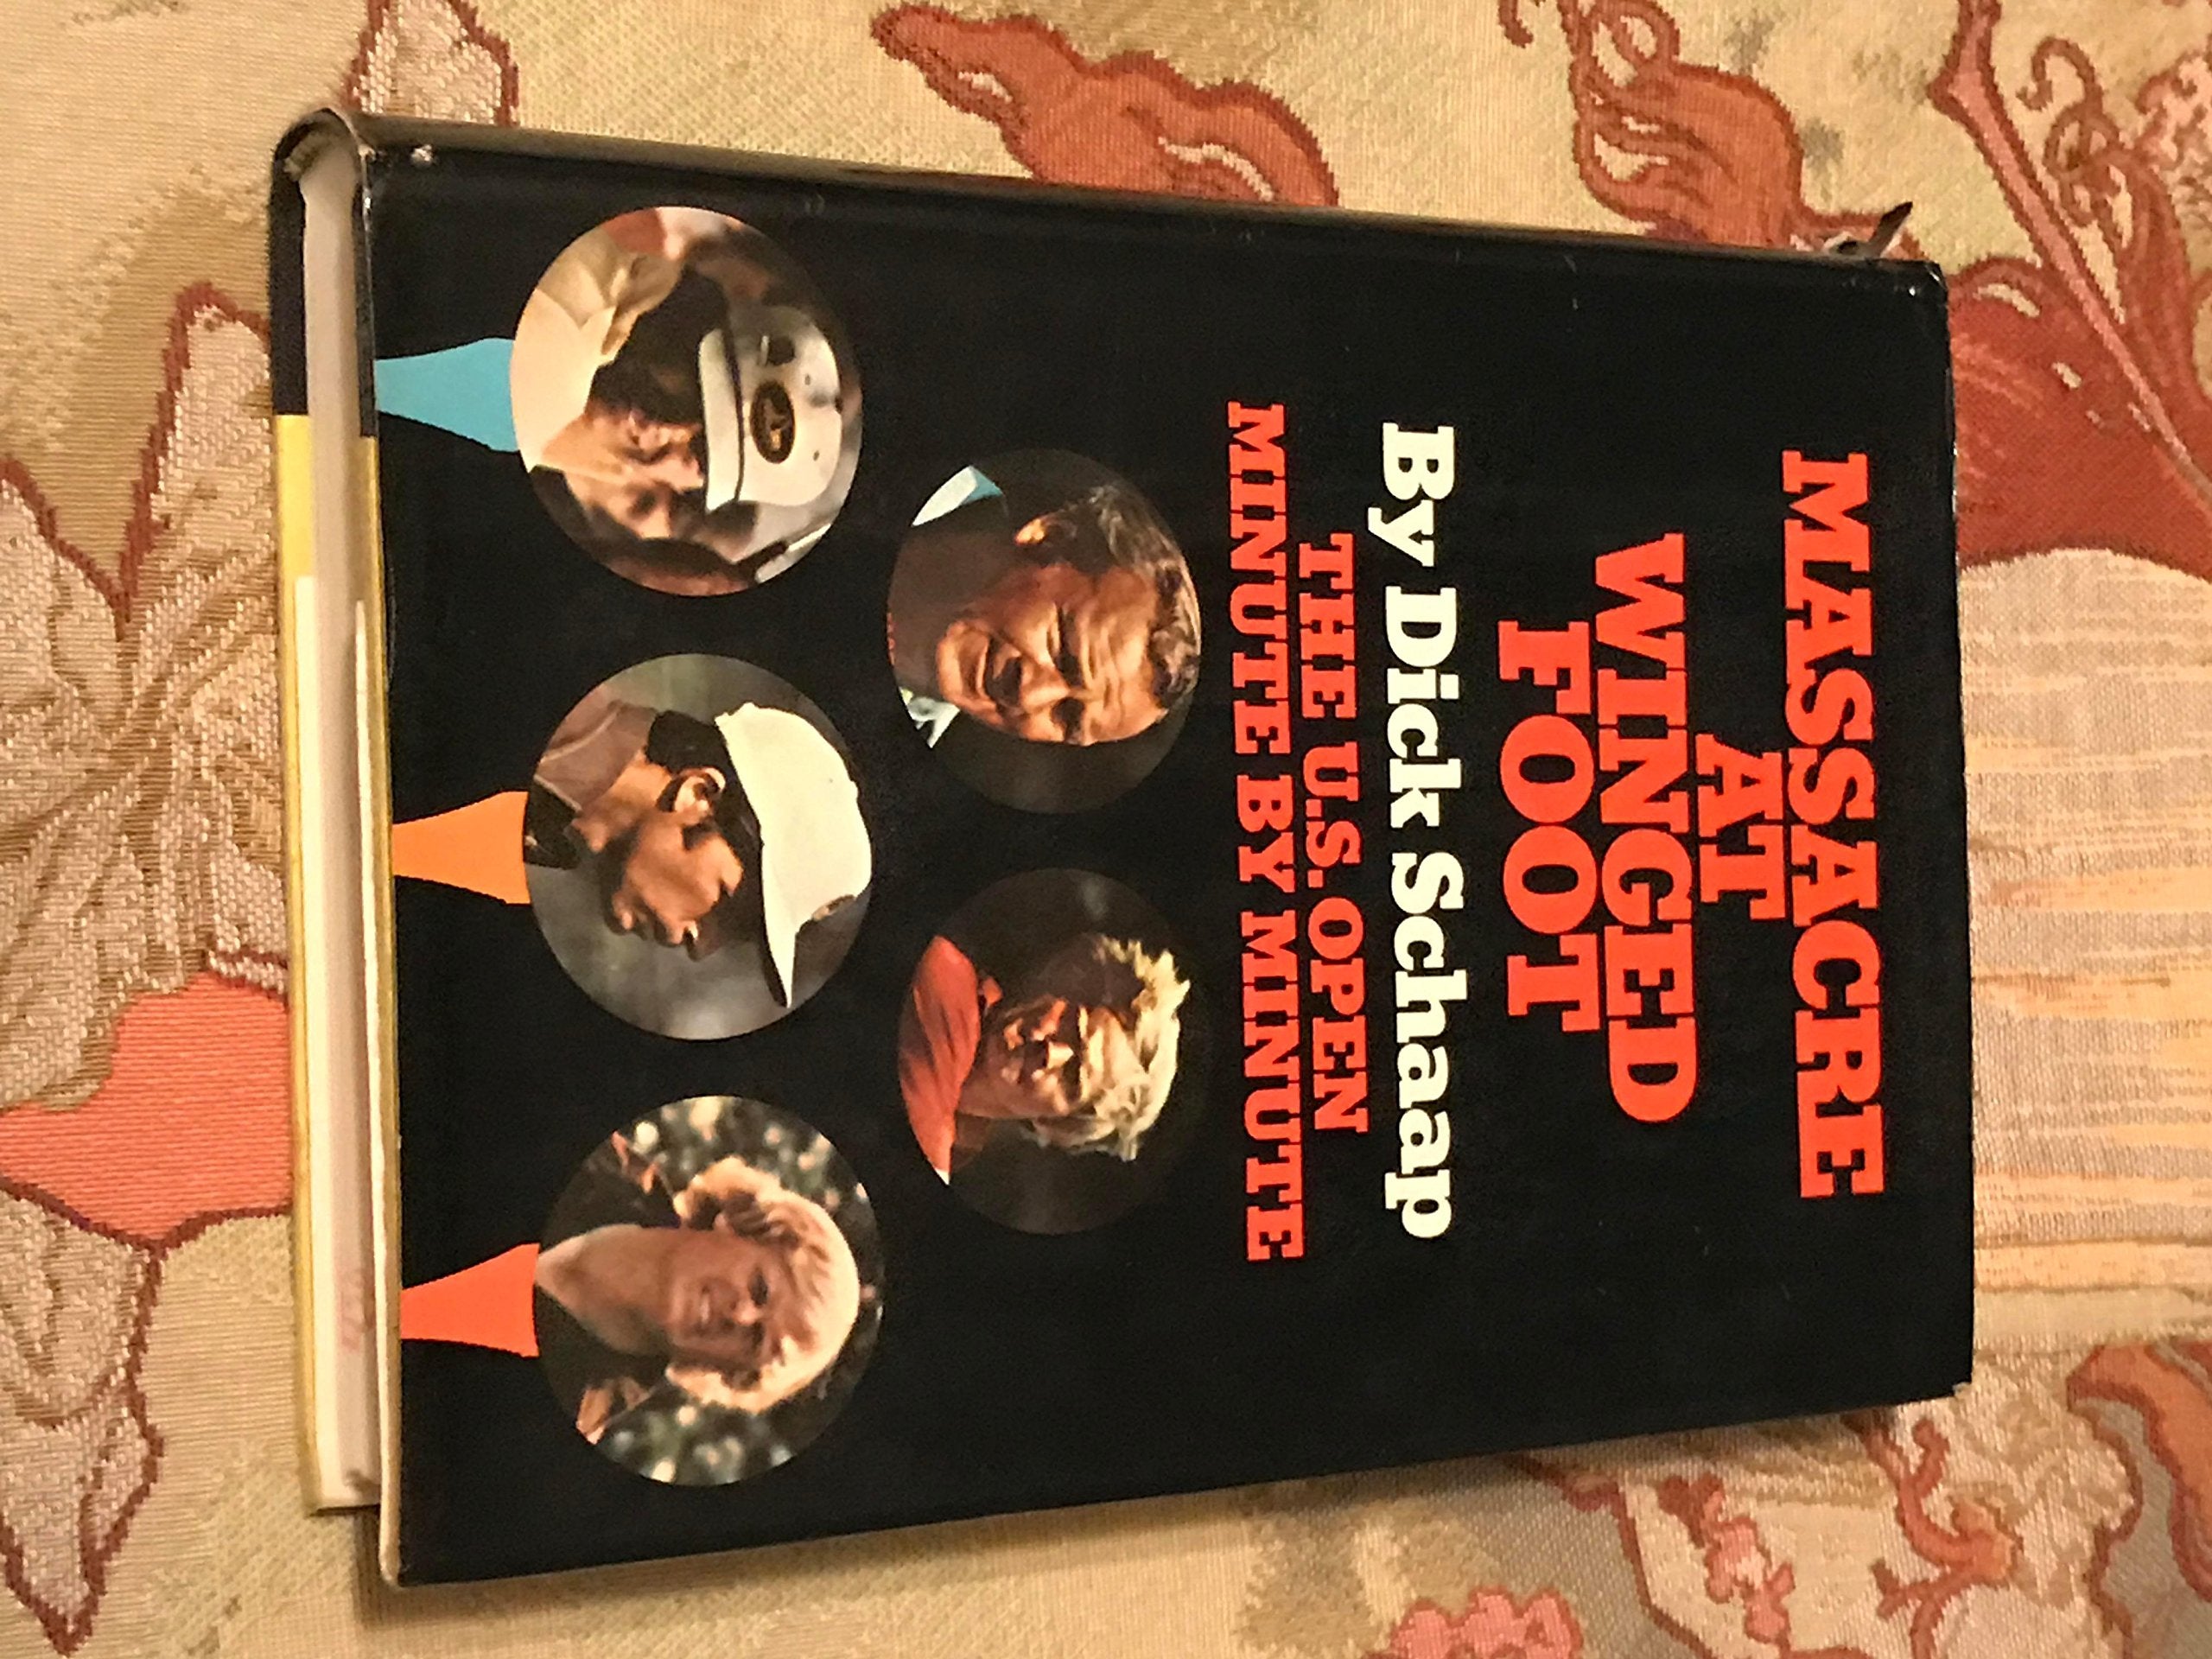 MASSACRE
AT
WINGED
FOOT
By Dick Schaap
THE U.S. OPEN
MINUTE BY MINUTE